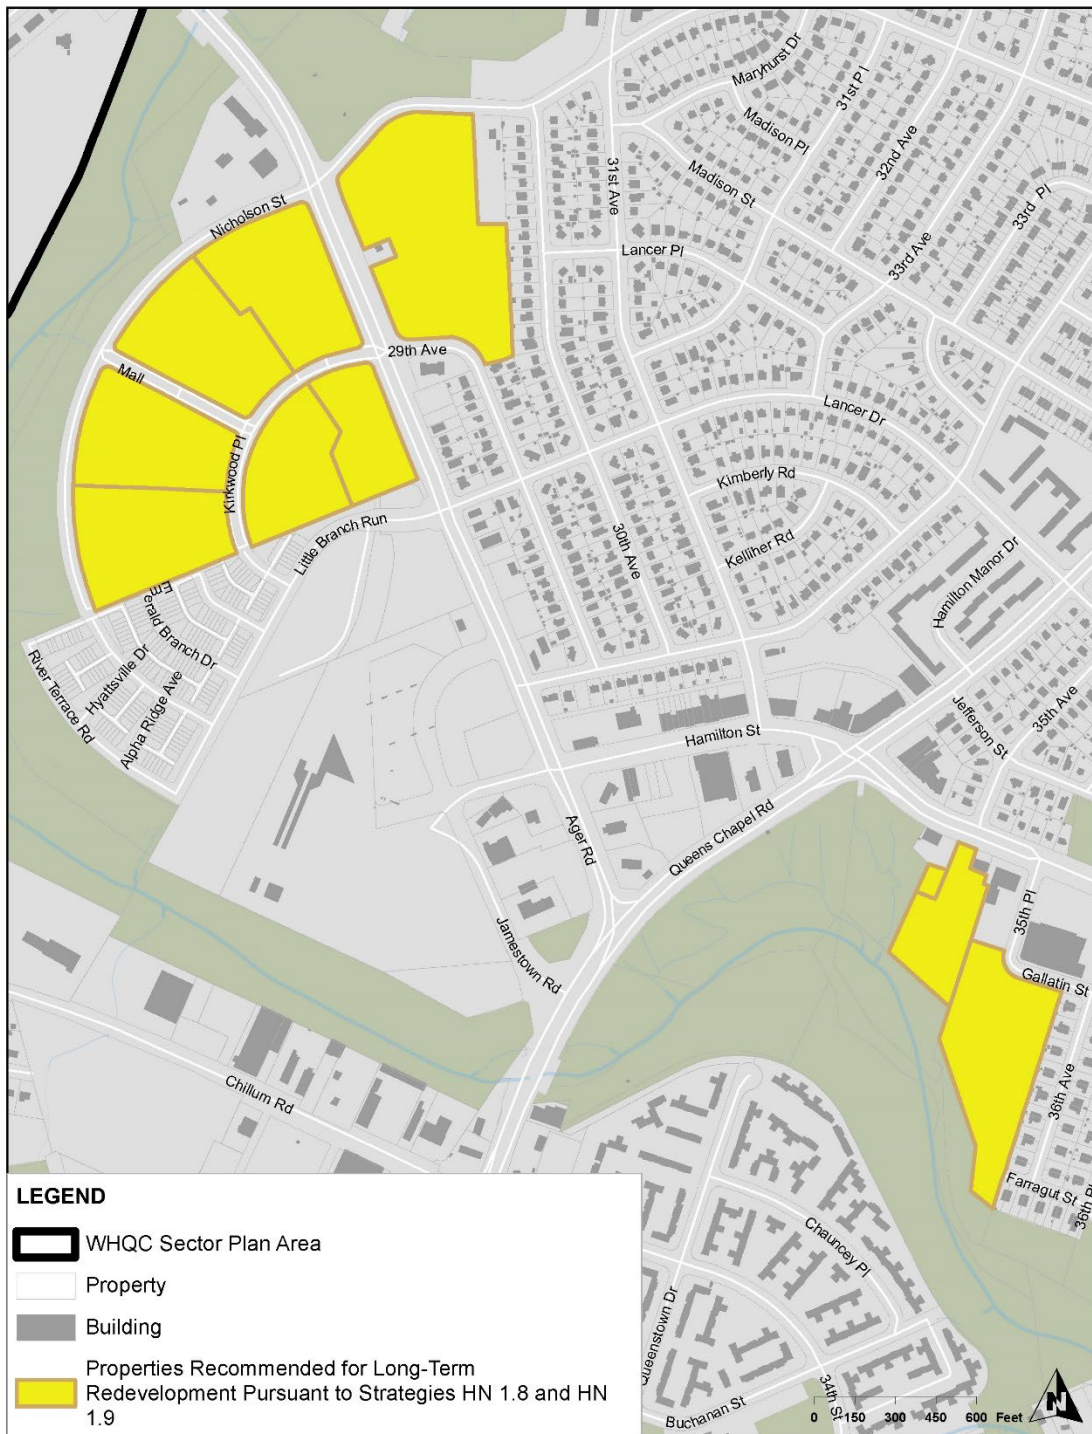 Maryhurst Dr
31st Pl
Madison Pl
32nd Ave
31st Ave
Madison St
33rd Pl
Nicholson St
Lancer Pl
33rd Ave
29th Ave
Mall
Lancer Dr
Kirkwood Pl
Kimberly Rd
Little Branch Run
30th Ave
Kelliher Rd
Hamilton Manor Dr
E
Emerald Branch Dr
River Terrace Rd
Hyattsville Dr
Alpha Ridge Ave
35th Ave
Jefferson St
Hamilton St
Ager Rd
Queens Chapel Rd
35th Pl
Jamestown Rd
Gallatin St
Chillum Rd
36th Ave
Farragut St
36th Pl
Chauncey Pl
Queenstown Dr
34th St
Buchanan St
LEGEND
WHQC Sector Plan Area
Property
Building
Properties Recommended for Long-Term
Redevelopment Pursuant to Strategies HN 1.8 and HN
1.9
0 150 300 450 600 Feet
N